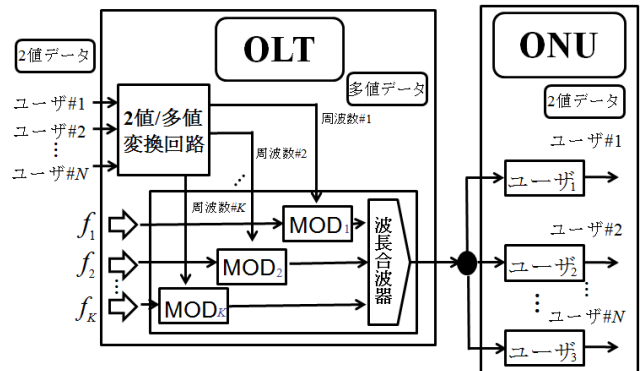 OLT
ONU
2値データ
多値データ
2値データ
ユーザ#1
ユーザ#2
⋮
ユーザ#N
2値/多値
変換回路
周波数#1
周波数#2
⋰
周波数#K
f1
f2
⋮
fK
MOD1
MOD2
MODK
波長合波器
ユーザ#1
ユーザ1
ユーザ#2
ユーザ2
⋮
⋮
ユーザ#N
ユーザ3